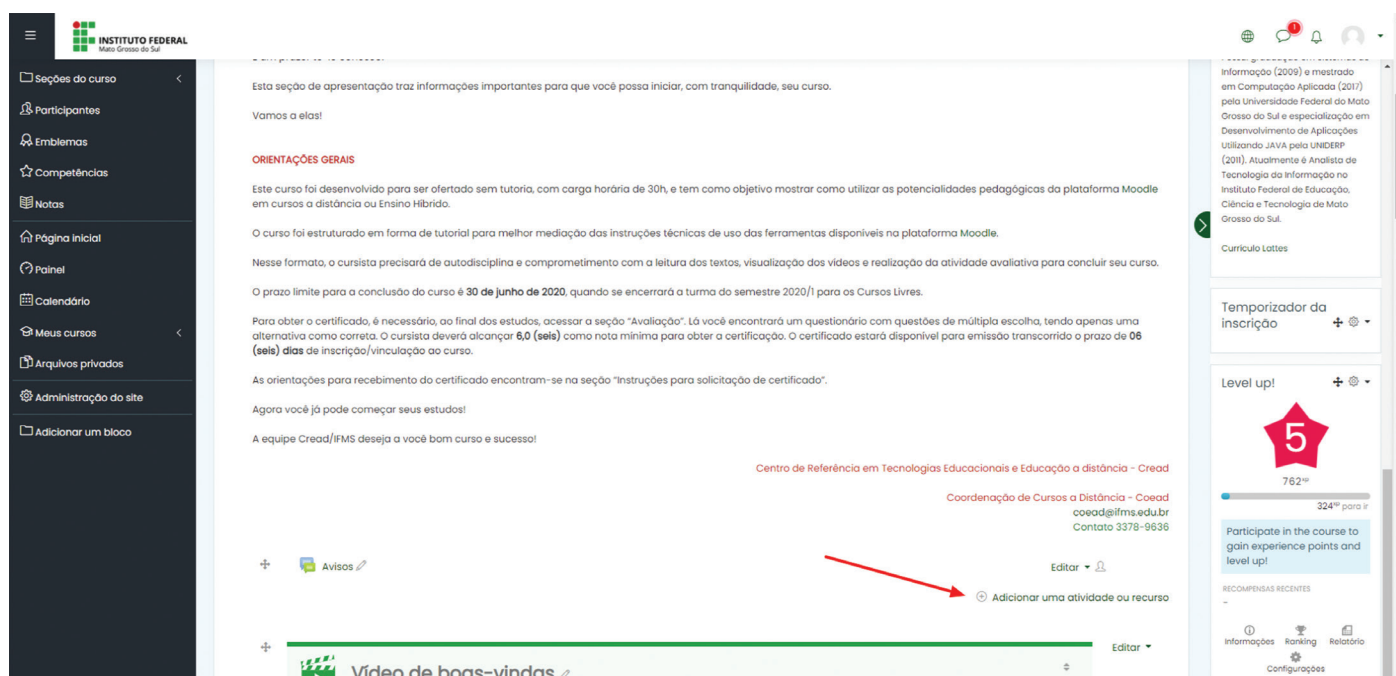 INSTITUTO FEDERAL
Mato Grosso do Sul
1
Seções do curso
Participantes
Emblemas
Competências
Notas
Página inicial
Painel
Calendário
Meus cursos
Arquivos privados
Administração do site
Adicionar um bloco
Esta seção de apresentação traz informações importantes para que você possa iniciar, com tranquilidade, seu curso.
Vamos a elas!
ORIENTAÇÕES GERAIS
Este curso foi desenvolvido para ser ofertado sem tutoria, com carga horária de 30h, e tem como objetivo mostrar como utilizar as potencialidades pedagógicas da plataforma Moodle
em cursos a distância ou Ensino Híbrido.
O curso foi estruturado em forma de tutorial para melhor mediação das instruções técnicas de uso das ferramentas disponíveis na plataforma Moodle.
Nesse formato, o cursista precisará de autodisciplina e comprometimento com a leitura dos textos, visualização dos vídeos e realização da atividade avaliativa para concluir seu curso.
O prazo limite para a conclusão do curso é 30 de junho de 2020, quando se encerrará a turma do semestre 2020/1 para os Cursos Livres.
Para obter o certificado, é necessário, ao final dos estudos, acessar a seção "Avaliação". Lá você encontrará um questionário com questões de múltipla escolha, tendo apenas uma
alternativa como correta. O cursista deverá alcançar 6,0 (seis) como nota mínima para obter a certificação. O certificado estará disponível para emissão transcorrido o prazo de 06
(seis) dias de inscrição/vinculação ao curso.
As orientações para recebimento do certificado encontram-se na seção "Instruções para solicitação de certificado".
Agora você já pode começar seus estudos!
A equipe Cread/IFMS deseja a você bom curso e sucesso!
Centro de Referência em Tecnologias Educacionais e Educação a distância - Cread
Coordenação de Cursos a Distância - Coead
coead@ifms.edu.br
Contato 3378-9636
Avisos
Editar
Adicionar uma atividade ou recurso
Editar
Vídeo de boas-vindas
Informação (2009) e mestrado
em Computação Aplicada (2017)
pela Universidade Federal do Mato
Grosso do Sul e especialização em
Desenvolvimento de Aplicações
Utilizando JAVA pela UNIDERP
(2011). Atualmente é Analista de
Tecnologia da Informação no
Instituto Federal de Educação,
Ciência e Tecnologia de Mato
Grosso do Sul.
Curriculo Lattes
Temporizador da
inscrição
Level up!
5
762xp
324xp para ir
Participate in the course to
gain experience points and
level up!
RECOMPENSAS RECENTES
-
Informações Ranking Relatório
Configurações